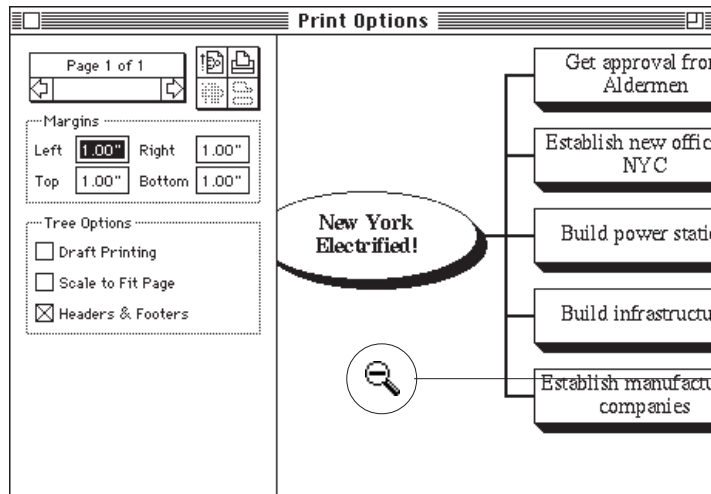 Print Options
Page 1 of 1
Margins
Left 1.00" Right 1.00"
Top 1.00" Bottom 1.00"
Tree Options
Draft Printing
Scale to Fit Page
Headers & Footers
New York
Electrified!
Get approval from
Aldermen
Establish new offic
NYC
Build power static
Build infrastructu
Establish manufactu
companies